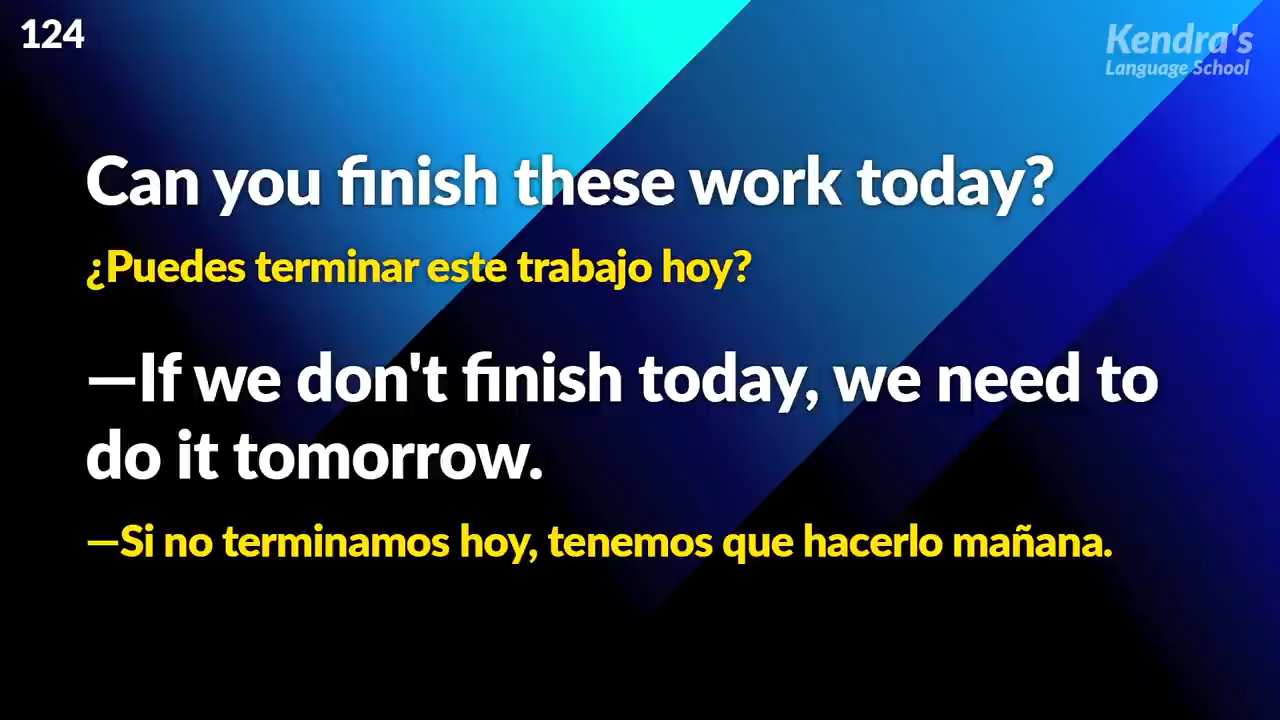 124
Kendra's
Language School
Can you finish these work today?
¿Puedes terminar este trabajo hoy?
—If we don't finish today, we need to
do it tomorrow.
—Si no terminamos hoy, tenemos que hacerlo mañana.